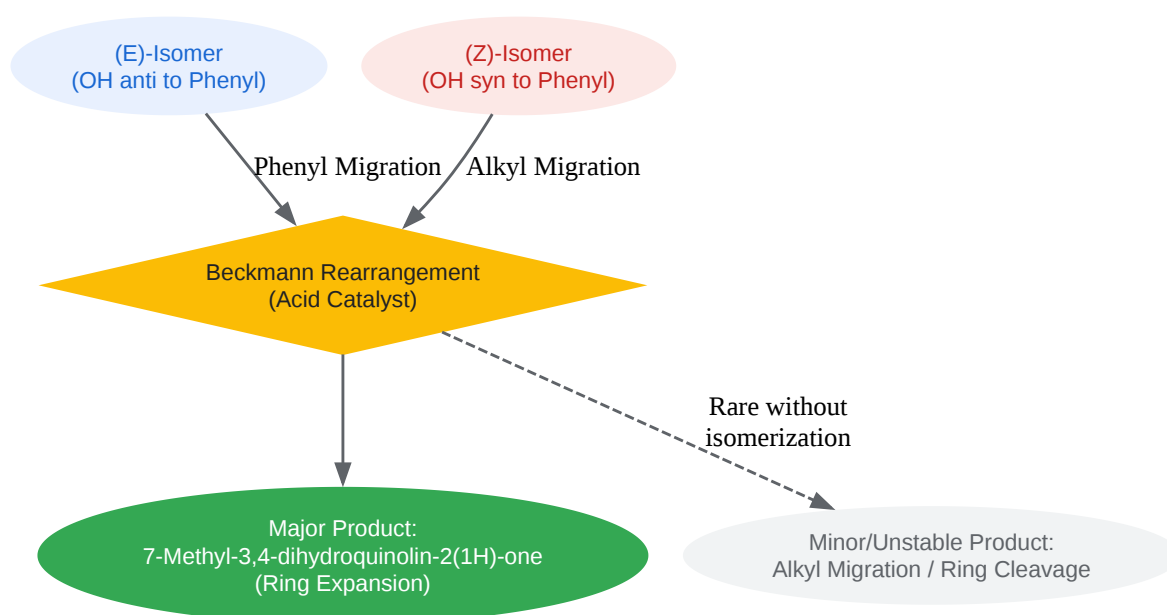 (E)-Isomer
(OH anti to Phenyl)
(Z)-Isomer
(OH syn to Phenyl)
Phenyl Migration
Alkyl Migration
Beckmann Rearrangement
(Acid Catalyst)
Rare without
isomerization
Major Product:
7-Methyl-3,4-dihydroquinolin-2(1H)-one
(Ring Expansion)
Minor/Unstable Product:
Alkyl Migration / Ring Cleavage